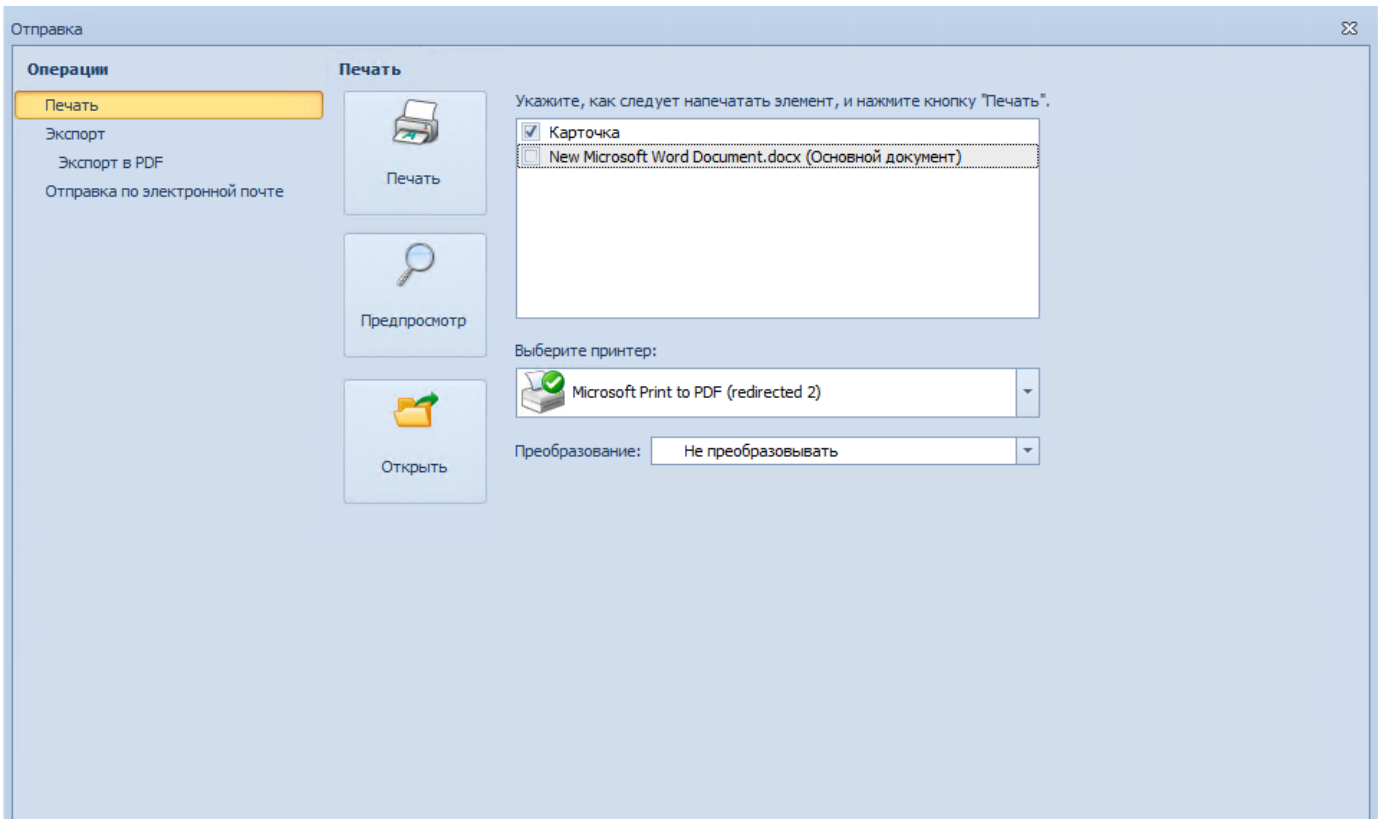 Отправка
Операции
Печать
Экспорт
Экспорт в PDF
Отправка по электронной почте
Печать
Печать
Предпросмотр
Открыть
Укажите, как следует напечатать элемент, и нажмите кнопку "Печать".
Карточка
New Microsoft Word Document.docx (Основной документ)
Выберите принтер:
Microsoft Print to PDF (redirected 2)
Преобразование: Не преобразовывать